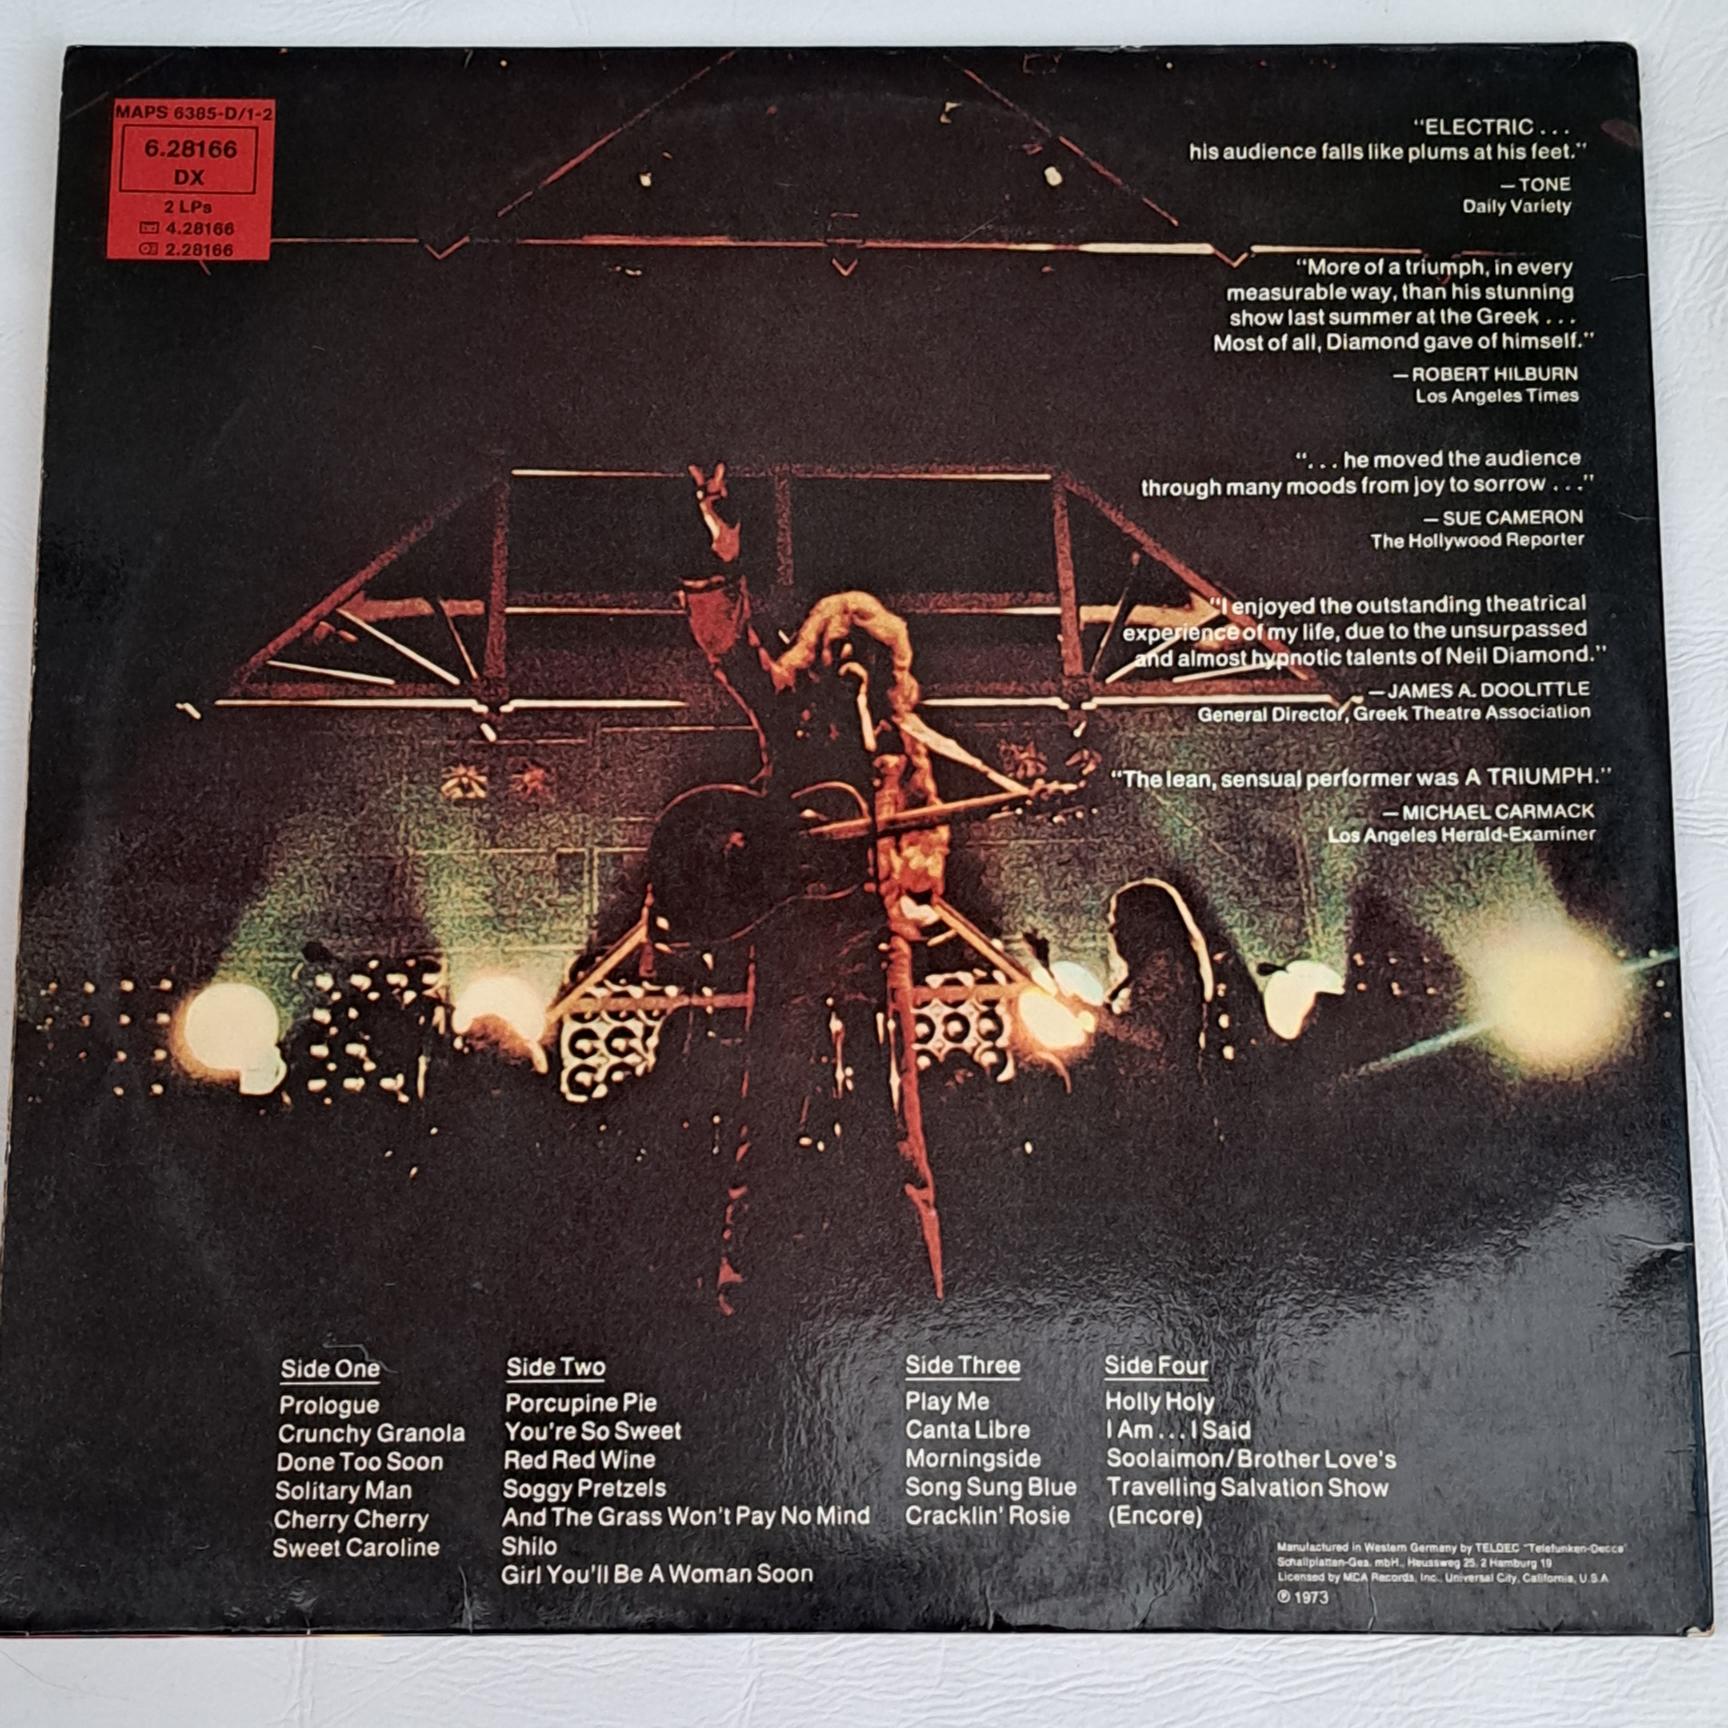 MAPS 6385-D/1-2
6.28166
DX
2 LPs
4.28166
2.28166
“ELECTRIC...
his audience falls like plums at his feet.”
—TONE
Daily Variety
“More of a triumph, in every
measurable way, than his stunning
show last summer at the Greek...
Most of all, Diamond gave of himself.”
—ROBERT HILBURN
Los Angeles Times
“...he moved the audience
through many moods from joy to sorrow...”
—SUE CAMERON
The Hollywood Reporter
“I enjoyed the outstanding theatrical
experience of my life, due to the unsurpassed
and almost hypnotic talents of Neil Diamond.”
—JAMES A. DOOLITTLE
General Director, Greek Theatre Association
“The lean, sensual performer was A TRIUMPH.”
—MICHAEL CARMACK
Los Angeles Herald-Examiner
Side One
Prologue
Crunchy Granola
Done Too Soon
Solitary Man
Cherry Cherry
Sweet Caroline
Side Two
Porcupine Pie
You're So Sweet
Red Red Wine
Soggy Pretzels
And The Grass Won't Pay No Mind
Shilo
Girl You'll Be A Woman Soon
Side Three
Play Me
Canta Libre
Morningside
Song Sung Blue
Cracklin' Rosie
Side Four
Holly Holy
I Am...I Said
Soolaimon/Brother Love's
Travelling Salvation Show
(Encore)
Manufactured in Western Germany by TELDEC "Telefunken-Decca"
Schallplatten-Ges. mbH., Heussweg 25, 2 Hamburg 19
Licensed by MCA Records, Inc., Universal City, California, U.S.A
℗ 1973